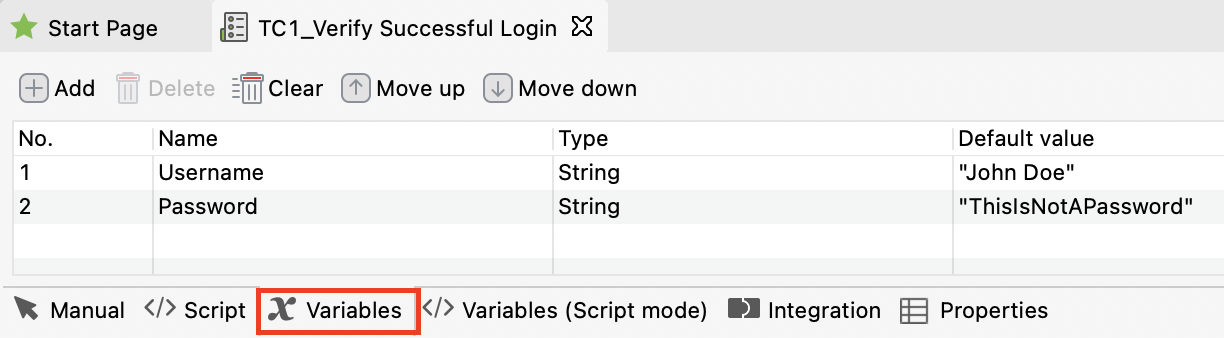 Start Page TC1_Verify Successful Login
Add Delete Clear Move up Move down
No. Name Type Default value
1 Username String "John Doe"
2 Password String "ThisIsNotAPassword"
Manual </> Script x Variables </> Variables (Script mode) Integration Properties